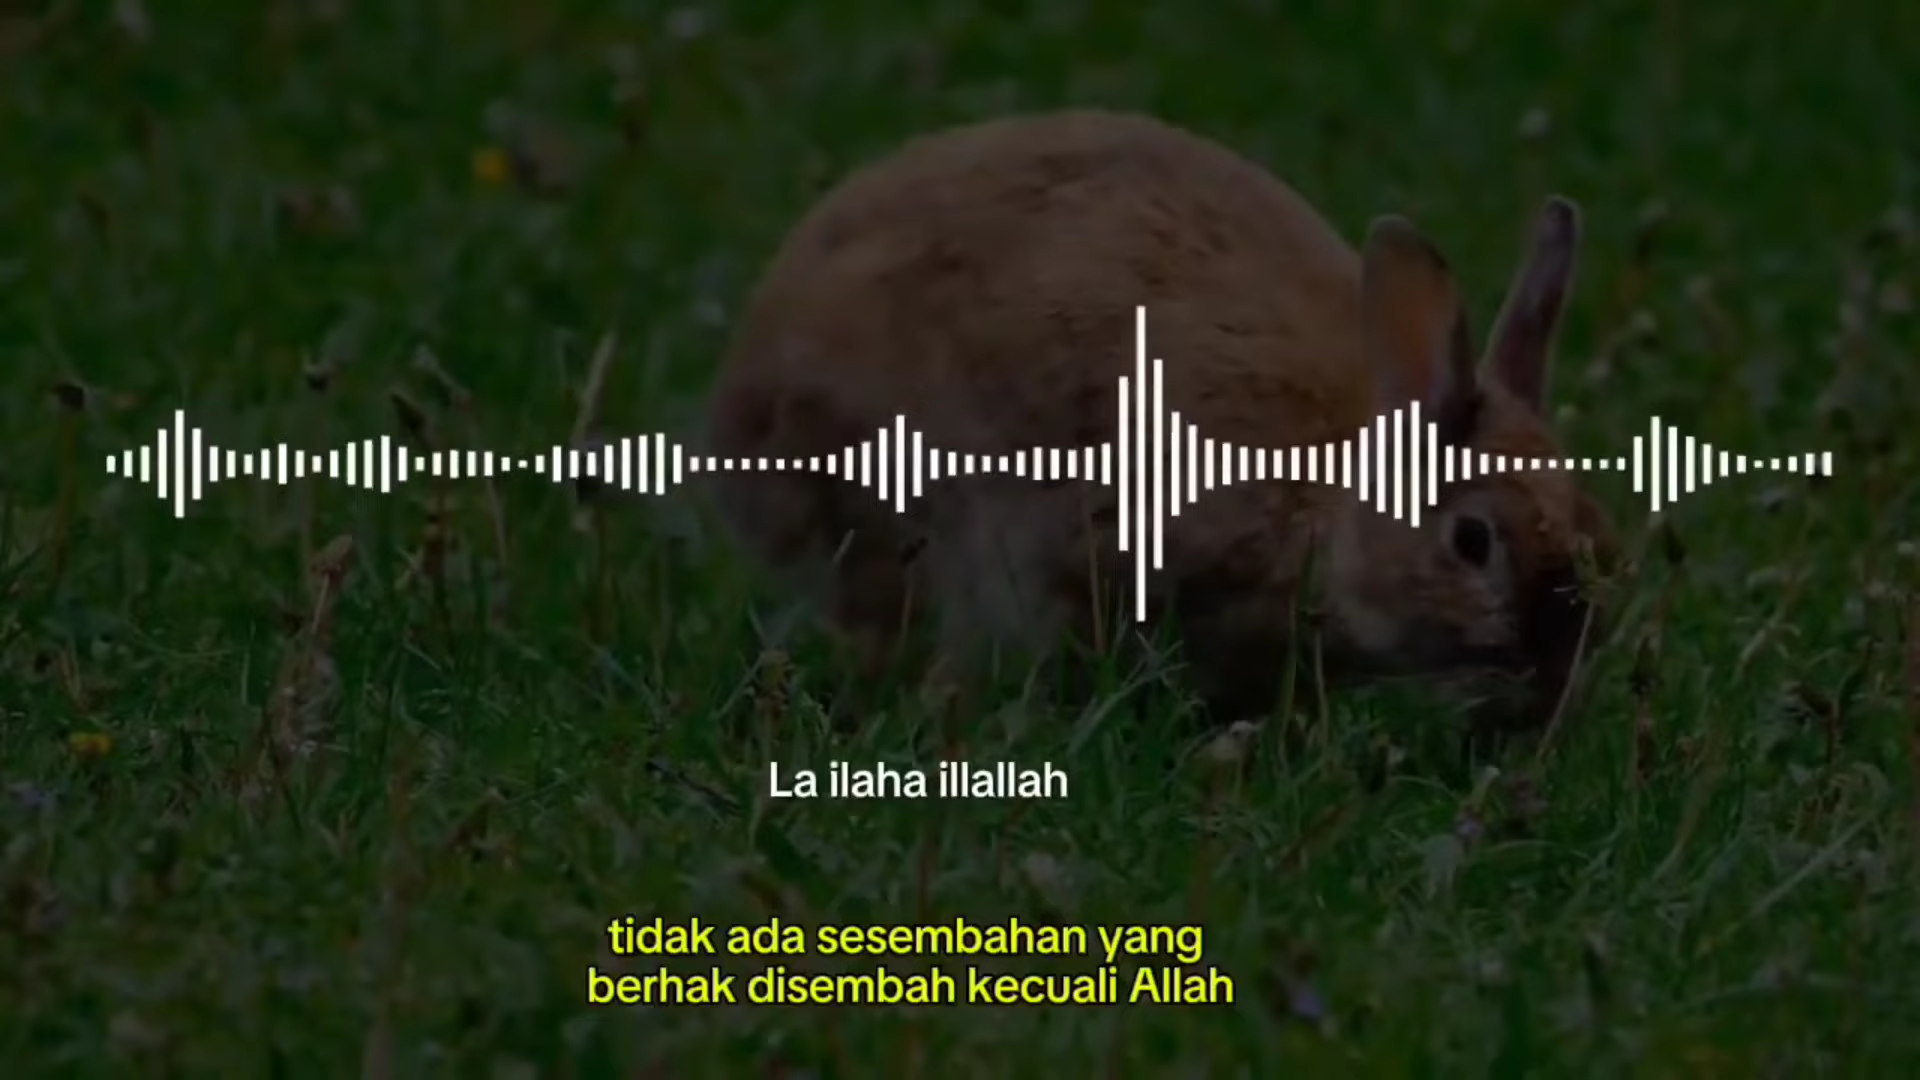 La ilaha illallah
tidak ada sesembahan yang
berhak disembah kecuali Allah